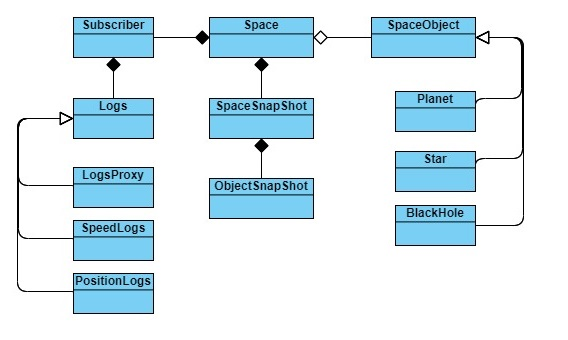 Subscriber
Space
SpaceObject
Logs
SpaceSnapShot
Planet
Star
LogsProxy
ObjectSnapShot
BlackHole
SpeedLogs
PositionLogs